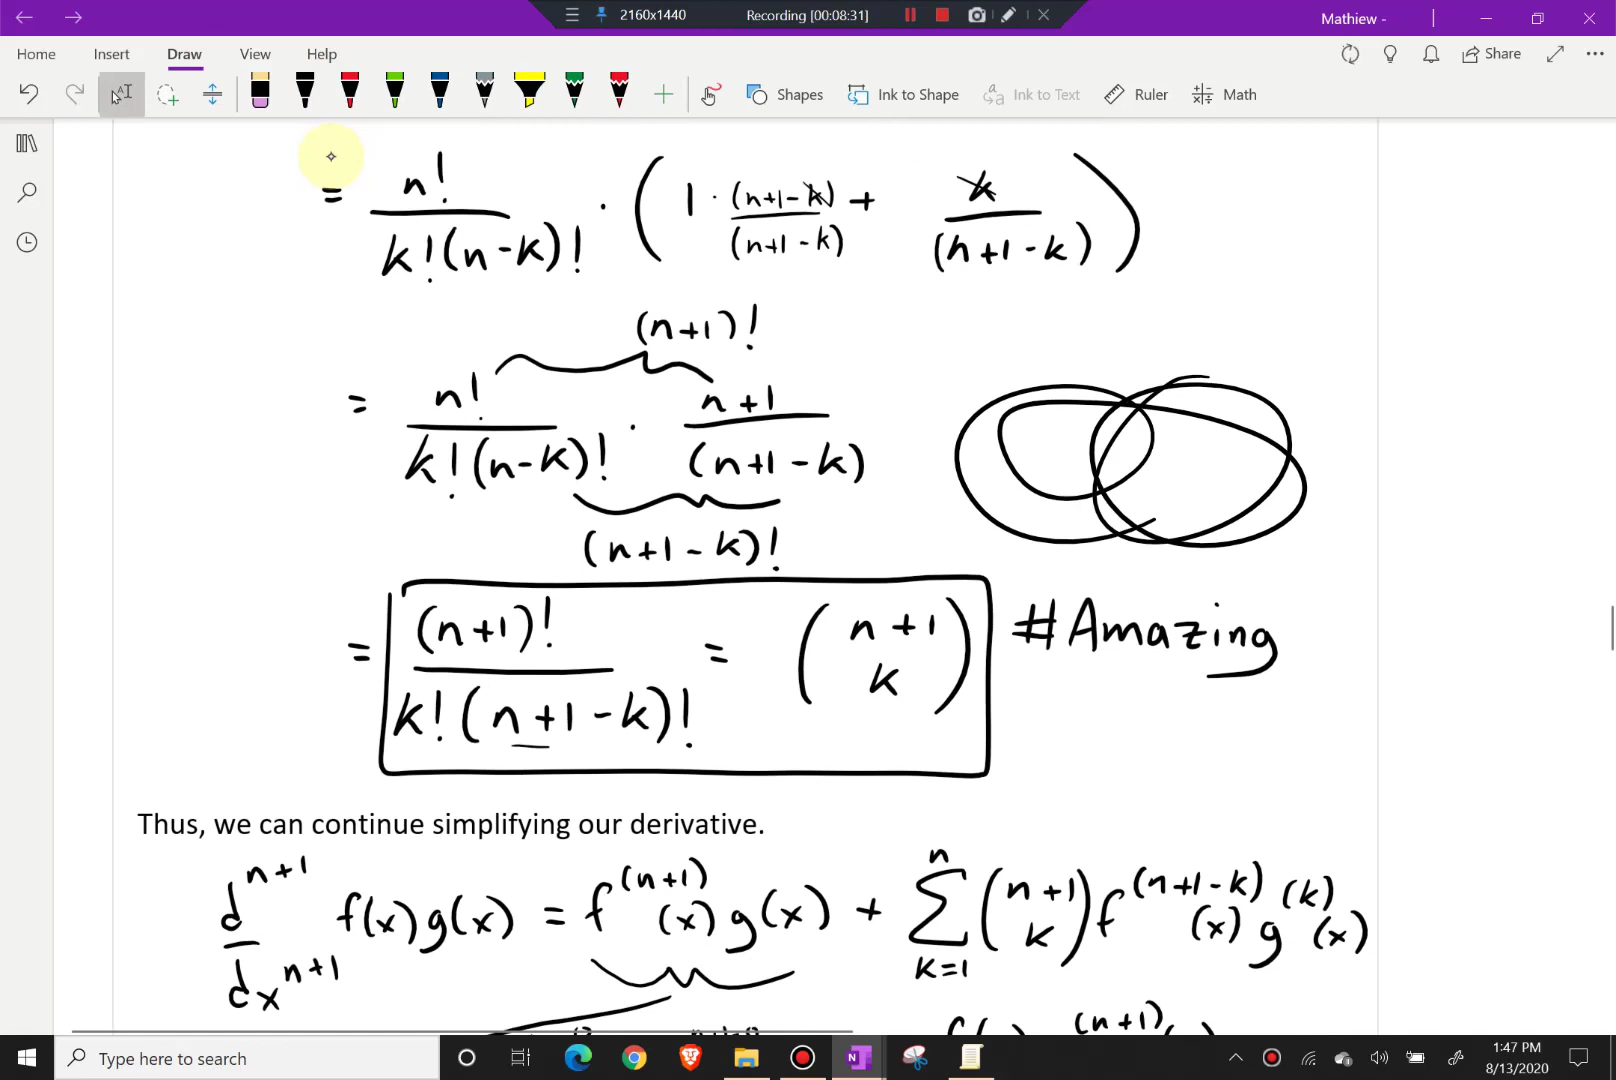 2160x1440 Recording [00:08:31] Mathiew -
Home Insert Draw View Help Share
Shapes Ink to Shape Ink to Text Ruler Math
= n! / k!(n-k)! · (1 · (n+1-k) / (n+1-k) + k / (n+1-k))
(n+1)!
= n! / k!(n-k)! · n+1 / (n+1-k)
(n+1-k)!
= (n+1)! / k!(n+1-k)! = (n+1 k) #Amazing
Thus, we can continue simplifying our derivative.
d^(n+1) / dx^(n+1) f(x)g(x) = f^(n+1)(x)g(x) + Σ_(k=1)^n (n+1 k) f^(n+1-k)(x) g^(k)(x)
(n+1)
Type here to search 1:47 PM
8/13/2020